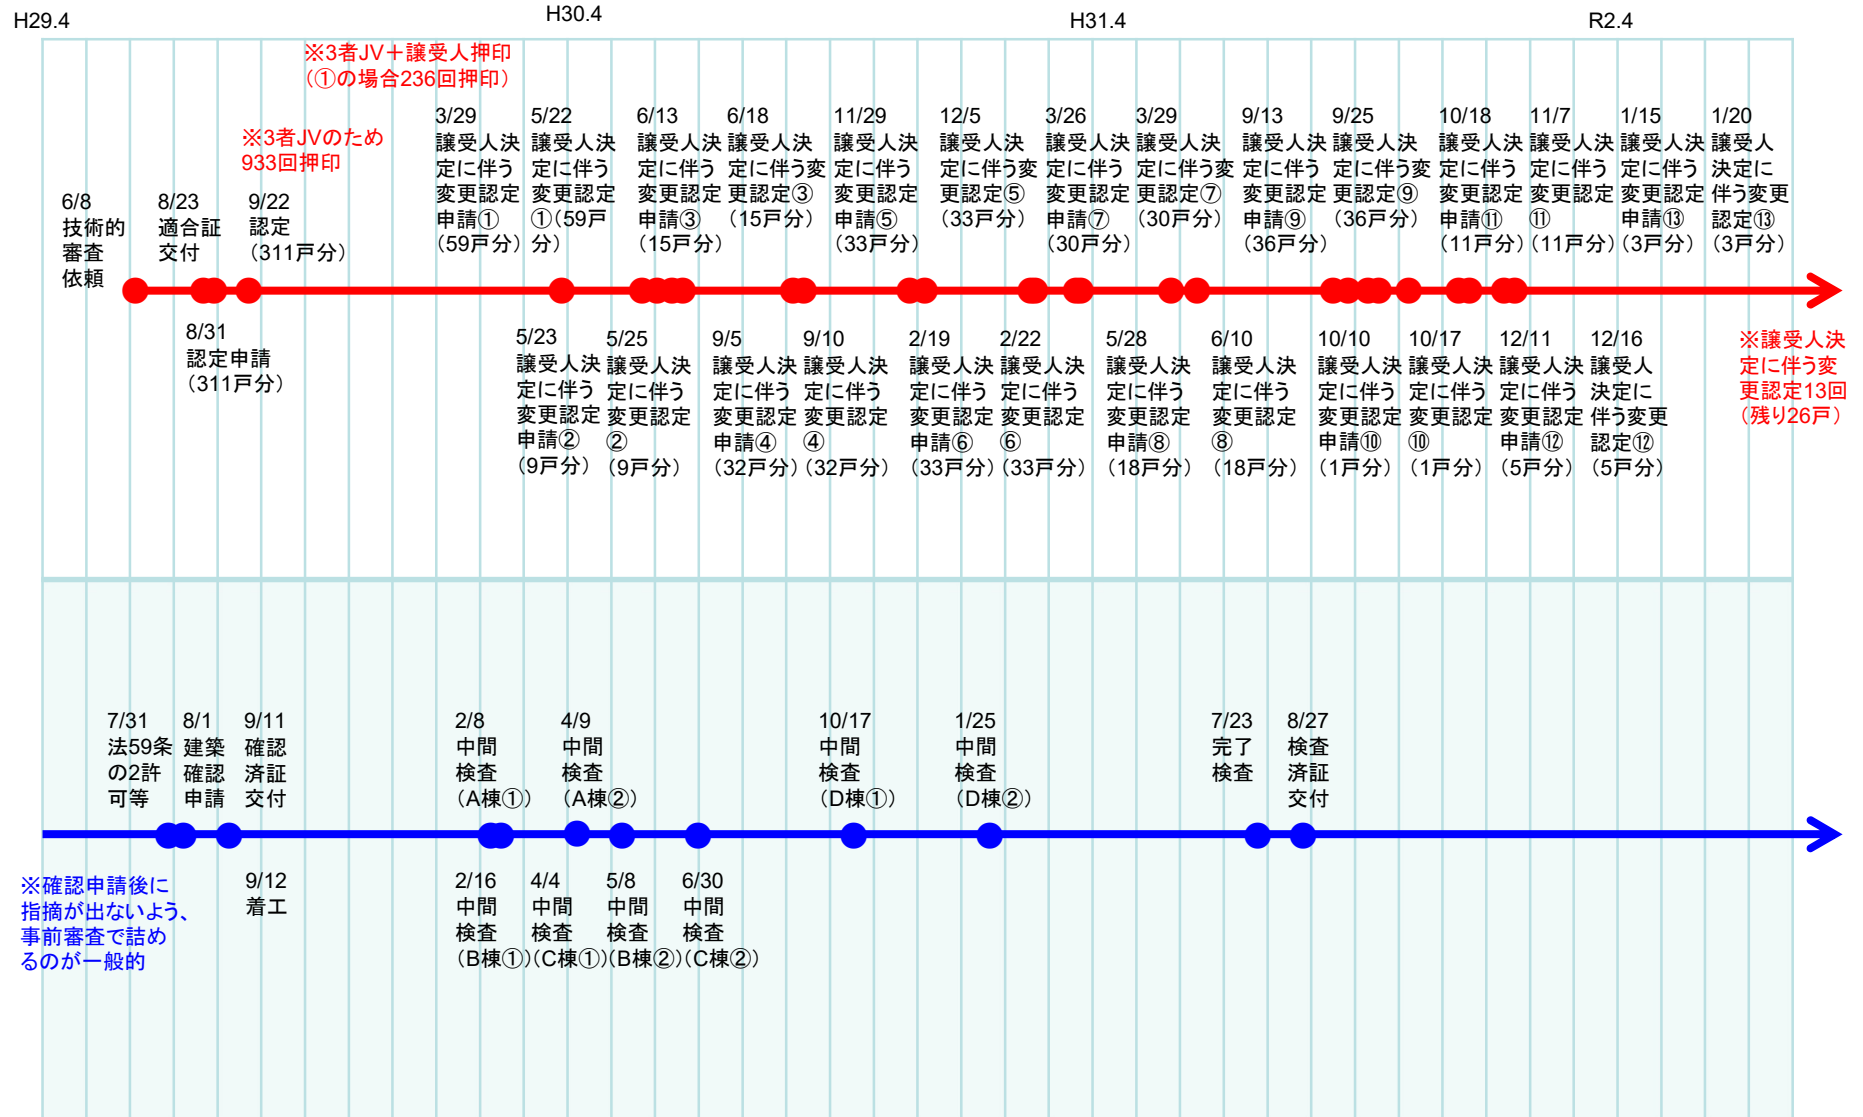 H29.4
H30.4
H31.4
R2.4
※3者JV＋譲受人押印
（①の場合236回押印）
※3者JVのため
933回押印
6/8
技術的
審査
依頼
8/23
適合証
交付
9/22
認定
（311戸分）
3/29
譲受人決
定に伴う
変更認定
申請①
（59戸分）
5/22
譲受人決
定に伴う
変更認定
①（59戸
分）
6/13
譲受人決
定に伴う
変更認定
申請③
（15戸分）
6/18
譲受人決
定に伴う変
更認定③
（15戸分）
11/29
譲受人決
定に伴う
変更認定
申請⑤
（33戸分）
12/5
譲受人決
定に伴う変
更認定⑤
（33戸分）
3/26
譲受人決
定に伴う
変更認定
申請⑦
（30戸分）
3/29
譲受人決
定に伴う変
更認定⑦
（30戸分）
9/13
譲受人決
定に伴う
変更認定
申請⑨
（36戸分）
9/25
譲受人決
定に伴う変
更認定⑨
（36戸分）
10/18
譲受人決
定に伴う
変更認定
申請⑪
（11戸分）
11/7
譲受人決
定に伴う
変更認定
⑪
（11戸分）
1/15
譲受人決
定に伴う
変更認定
申請⑬
（3戸分）
1/20
譲受人
決定に
伴う変更
認定⑬
（3戸分）
8/31
認定申請
（311戸分）
5/23
譲受人決
定に伴う
変更認定
申請②
（9戸分）
5/25
譲受人決
定に伴う
変更認定
②
（9戸分）
9/5
譲受人決
定に伴う
変更認定
申請④
（32戸分）
9/10
譲受人決
定に伴う
変更認定
④
（32戸分）
2/19
譲受人決
定に伴う
変更認定
申請⑥
（33戸分）
2/22
譲受人決
定に伴う
変更認定
⑥
（33戸分）
5/28
譲受人決
定に伴う
変更認定
申請⑧
（18戸分）
6/10
譲受人決
定に伴う
変更認定
⑧
（18戸分）
10/10
譲受人決
定に伴う
変更認定
申請⑩
（1戸分）
10/17
譲受人決
定に伴う
変更認定
⑩
（1戸分）
12/11
譲受人決
定に伴う
変更認定
申請⑫
（5戸分）
12/16
譲受人
決定に
伴う変更
認定⑫
（5戸分）
※譲受人決
定に伴う変
更認定13回
（残り26戸）
7/31
法59条
の2許
可等
8/1
建築
確認
申請
9/11
確認
済証
交付
2/8
中間
検査
（A棟①）
4/9
中間
検査
（A棟②）
10/17
中間
検査
（D棟①）
1/25
中間
検査
（D棟②）
7/23
完了
検査
8/27
検査
済証
交付
※確認申請後に
指摘が出ないよう、
事前審査で詰め
るのが一般的
9/12
着工
2/16
中間
検査
（B棟①）
4/4
中間
検査
（C棟①）
5/8
中間
検査
（B棟②）
6/30
中間
検査
（C棟②）